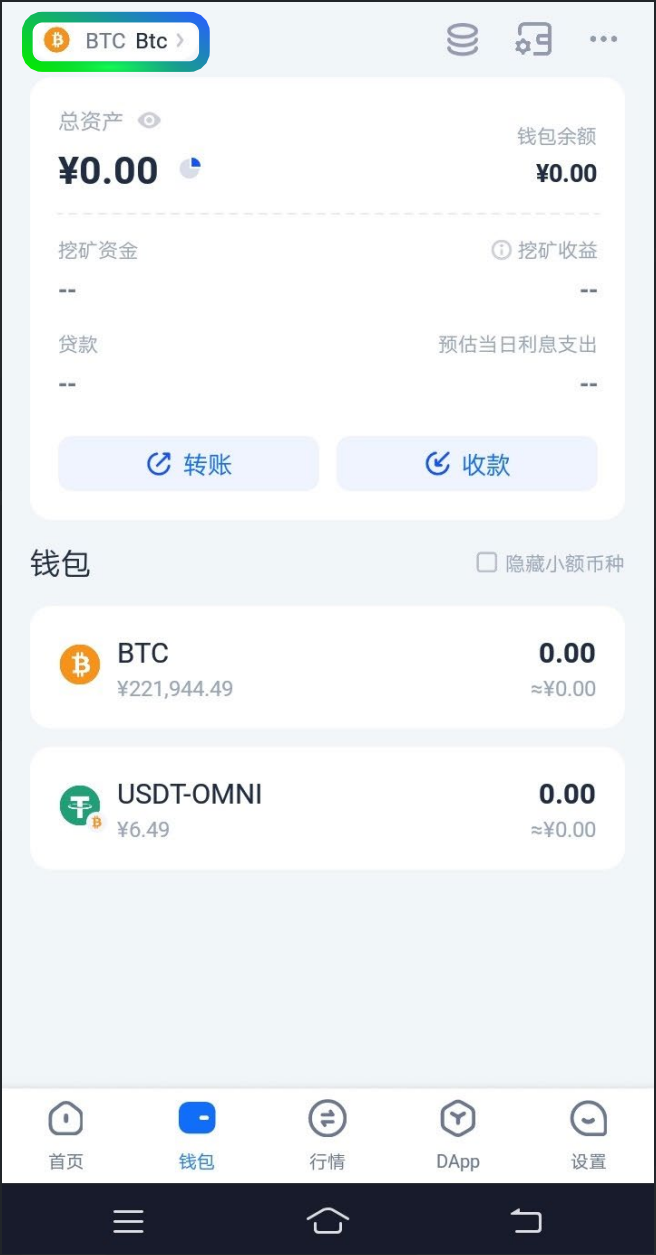 BTC Btc
总资产
钱包余额
¥0.00
¥0.00
挖矿资金
挖矿收益
--
--
贷款
预估当日利息支出
--
--
转账
收款
钱包
隐藏小额币种
BTC
0.00
¥221,944.49
≈¥0.00
USDT-OMNI
0.00
¥6.49
≈¥0.00
首页
钱包
行情
DApp
设置